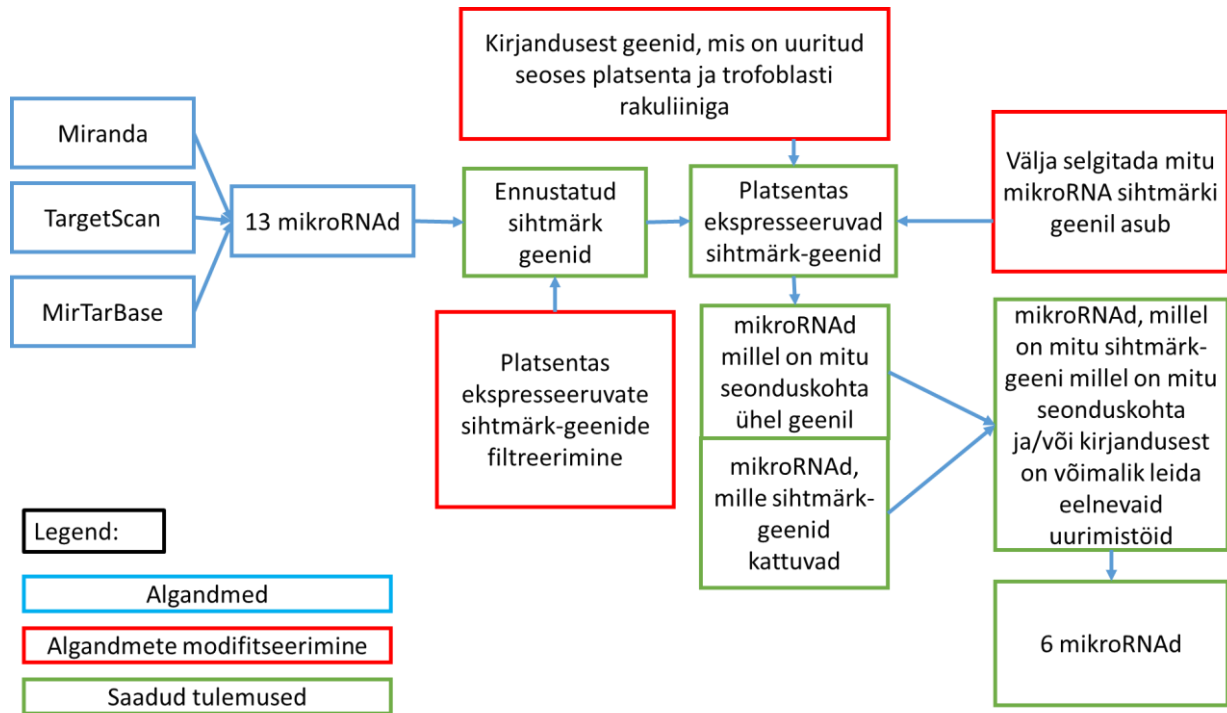 Kirjandusest geenid, mis on uuritud
seoses platsenta ja trofoblasti
rakuliiniga
Miranda
TargetScan
MirTarBase
13 mikroRNAd
Ennustatud
sihtmärk
geenid
Platsentas
ekspresseeruvad
sihtmärk-geenid
Välja selgitada mitu
mikroRNA sihtmärki
geenil asub
Platsentas
ekspresseeruvate
sihtmärk-geenide
filtreerimine
mikroRNAd
millel on mitu
seonduskohta
ühel geenil
mikroRNAd,
mille sihtmärk-
geenid
kattuvad
mikroRNAd, millel
on mitu sihtmärk-
geeni millel on mitu
seonduskohta
ja/või kirjandusest
on võimalik leida
eelnevaid
uurimistöid
6 mikroRNAd
Legend:
Algandmed
Algandmete modifitseerimine
Saadud tulemused